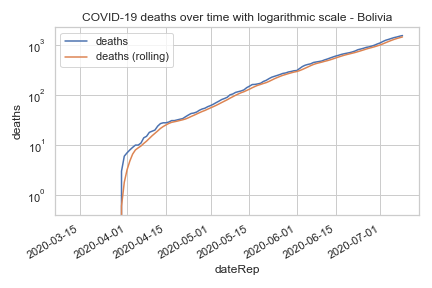 COVID-19 deaths over time with logarithmic scale - Bolivia
deaths
deaths (rolling)
10³
10²
10¹
10⁰
deaths
2020-03-15
2020-04-01
2020-04-15
2020-05-01
2020-05-15
2020-06-01
2020-06-15
2020-07-01
dateRep